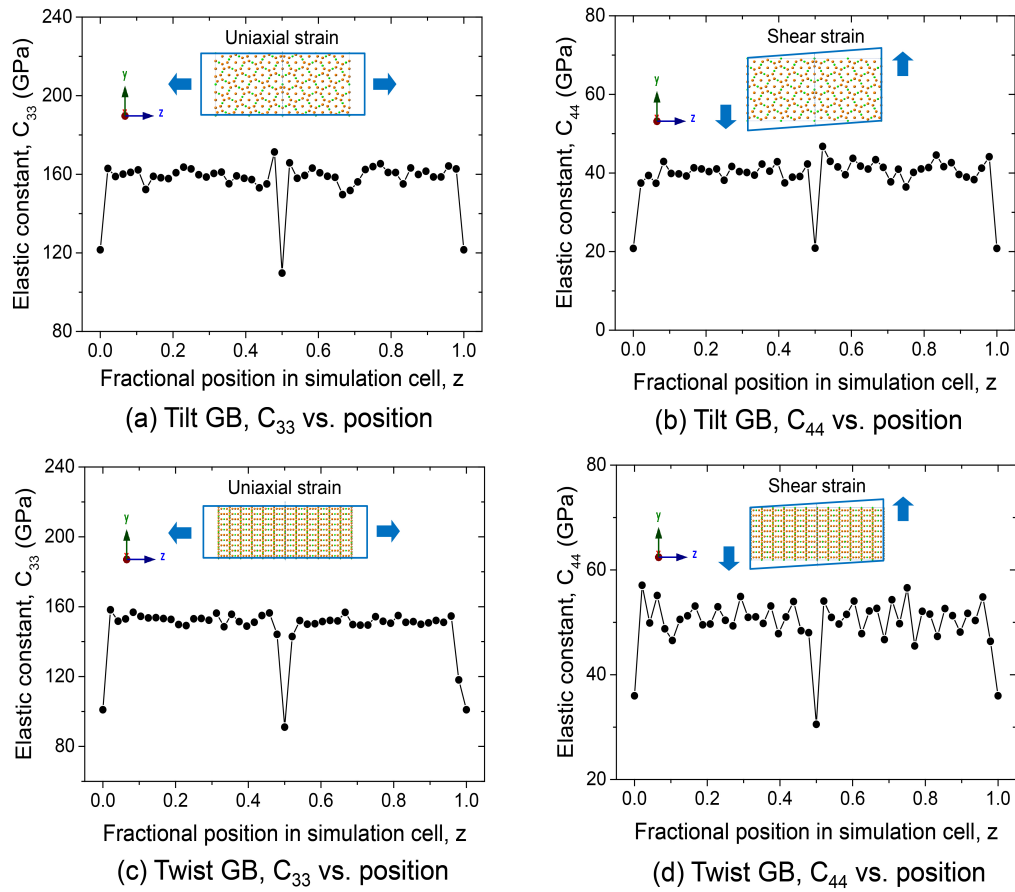 240
200
160
120
80
Elastic constant, C33 (GPa)
Uniaxial strain
y
z
0.0 0.2 0.4 0.6 0.8 1.0
Fractional position in simulation cell, z
(a) Tilt GB, C33 vs. position
80
60
40
20
0
Elastic constant, C44 (GPa)
Shear strain
y
z
0.0 0.2 0.4 0.6 0.8 1.0
Fractional position in simulation cell, z
(b) Tilt GB, C44 vs. position
240
200
160
120
80
Elastic constant, C33 (GPa)
Uniaxial strain
y
z
0.0 0.2 0.4 0.6 0.8 1.0
Fractional position in simulation cell, z
(c) Twist GB, C33 vs. position
80
60
40
20
Elastic constant, C44 (GPa)
Shear strain
y
z
0.0 0.2 0.4 0.6 0.8 1.0
Fractional position in simulation cell, z
(d) Twist GB, C44 vs. position